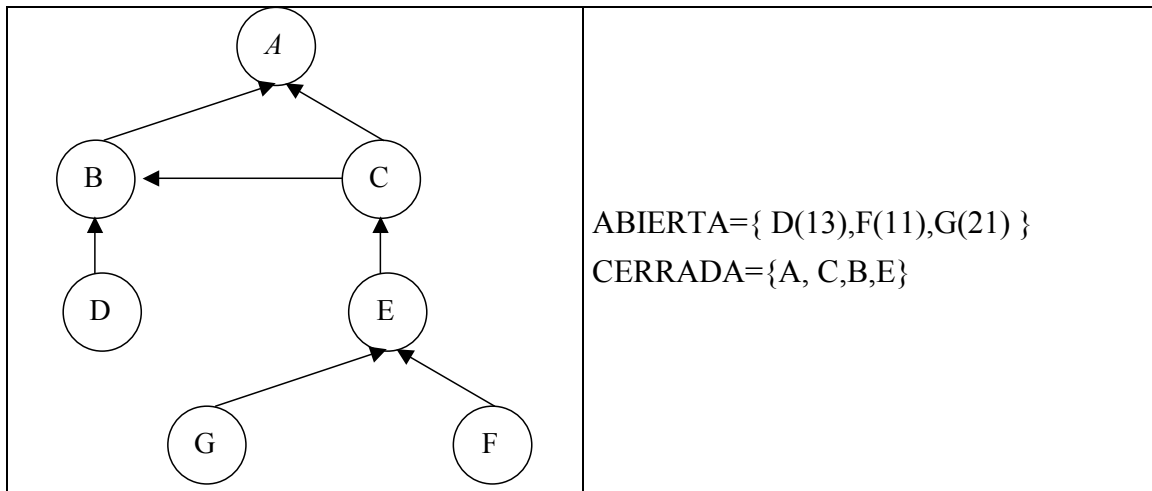 A
B
C
D
E
G
F
ABIERTA={ D(13),F(11),G(21) }
CERRADA={A, C,B,E}